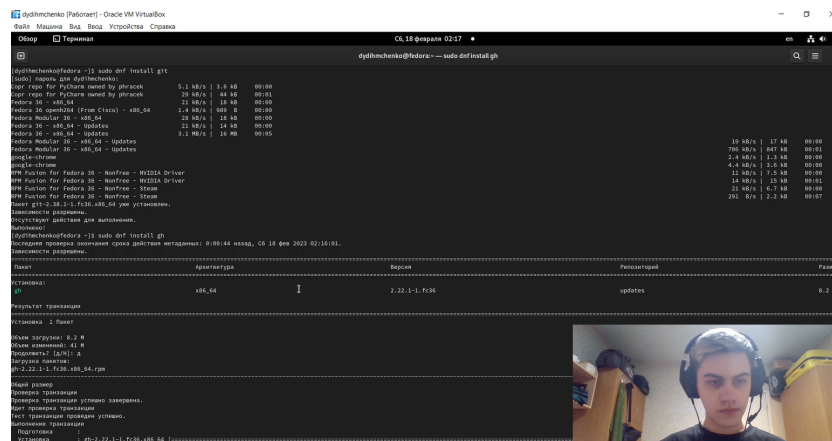 dydihmchenko [Работает] - Oracle VM VirtualBox
Файл Машина Вид Ввод Устройства Справка
Обзор Терминал Сб, 18 февраля 02:17 en
dydihmchenko@fedora:~ — sudo dnf install gh
[dydihmchenko@fedora ~]$ sudo dnf install git
[sudo] пароль для dydihmchenko:
Copr repo for PyCharm owned by phracek 5.1 kB/s | 3.6 kB 00:00
Copr repo for PyCharm owned by phracek 29 kB/s | 44 kB 00:01
Fedora 36 - x86_64 21 kB/s | 18 kB 00:00
Fedora 36 openh264 (From Cisco) - x86_64 1.4 kB/s | 989 B 00:00
Fedora Modular 36 - x86_64 28 kB/s | 18 kB 00:00
Fedora 36 - x86_64 - Updates 21 kB/s | 14 kB 00:00
Fedora 36 - x86_64 - Updates 3.1 MB/s | 16 MB 00:05
Fedora Modular 36 - x86_64 - Updates 19 kB/s | 17 kB 00:00
Fedora Modular 36 - x86_64 - Updates 706 kB/s | 847 kB 00:01
google-chrome 2.4 kB/s | 1.3 kB 00:00
google-chrome 4.4 kB/s | 3.6 kB 00:00
RPM Fusion for Fedora 36 - Nonfree - NVIDIA Driver 11 kB/s | 7.5 kB 00:00
RPM Fusion for Fedora 36 - Nonfree - NVIDIA Driver 14 kB/s | 15 kB 00:01
RPM Fusion for Fedora 36 - Nonfree - Steam 21 kB/s | 6.7 kB 00:00
RPM Fusion for Fedora 36 - Nonfree - Steam 291 B/s | 2.2 kB 00:07
Пакет git-2.38.1-1.fc36.x86_64 уже установлен.
Зависимости разрешены.
Отсутствуют действия для выполнения.
Выполнено!
[dydihmchenko@fedora ~]$ sudo dnf install gh
Последняя проверка окончания срока действия метаданных: 0:00:44 назад, Сб 18 фев 2023 02:16:01.
Зависимости разрешены.
Пакет Архитектура Версия Репозиторий Разм
Установка:
gh x86_64 2.22.1-1.fc36 updates 8.2
Результат транзакции
Установка 1 Пакет
Объем загрузки: 8.2 M
Объем изменений: 41 M
Продолжить? [д/Н]: д
Загрузка пакетов:
gh-2.22.1-1.fc36.x86_64.rpm
Общий размер
Проверка транзакции
Проверка транзакции успешно завершена.
Идет проверка транзакции
Тест транзакции проведен успешно.
Выполнение транзакции
Подготовка :
Установка : gh-2.22.1-1.fc36.x86_64 [